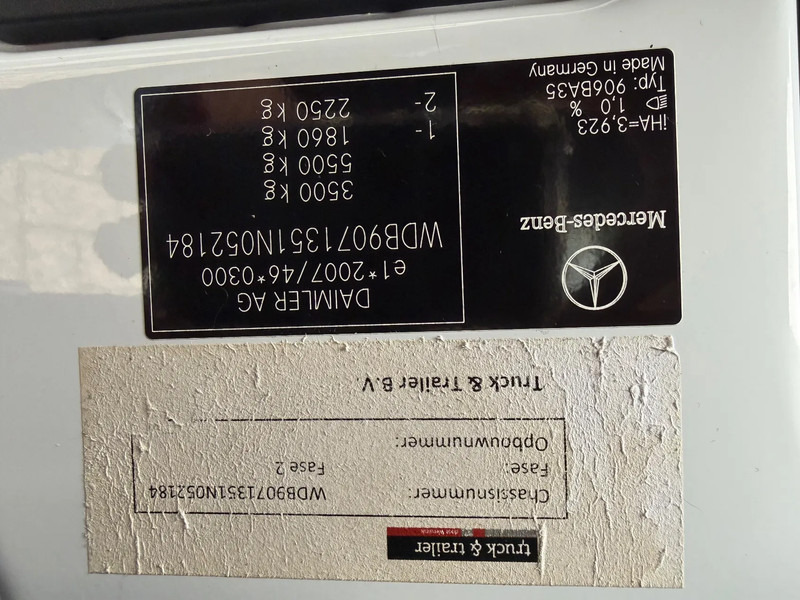 truck & trailer
Chassisnummer: WDB9071351N052184
Fase: Fase 2
Opbouwnummer:
Truck & Trailer B.V.
Mercedes-Benz
iHA=3,923
1,0 %
Typ: 906BA35
Made in Germany
DAIMLER AG
e1*2007/46*0300
WDB9071351N052184
3500 kg
5500 kg
1- 1860 kg
2- 2250 kg